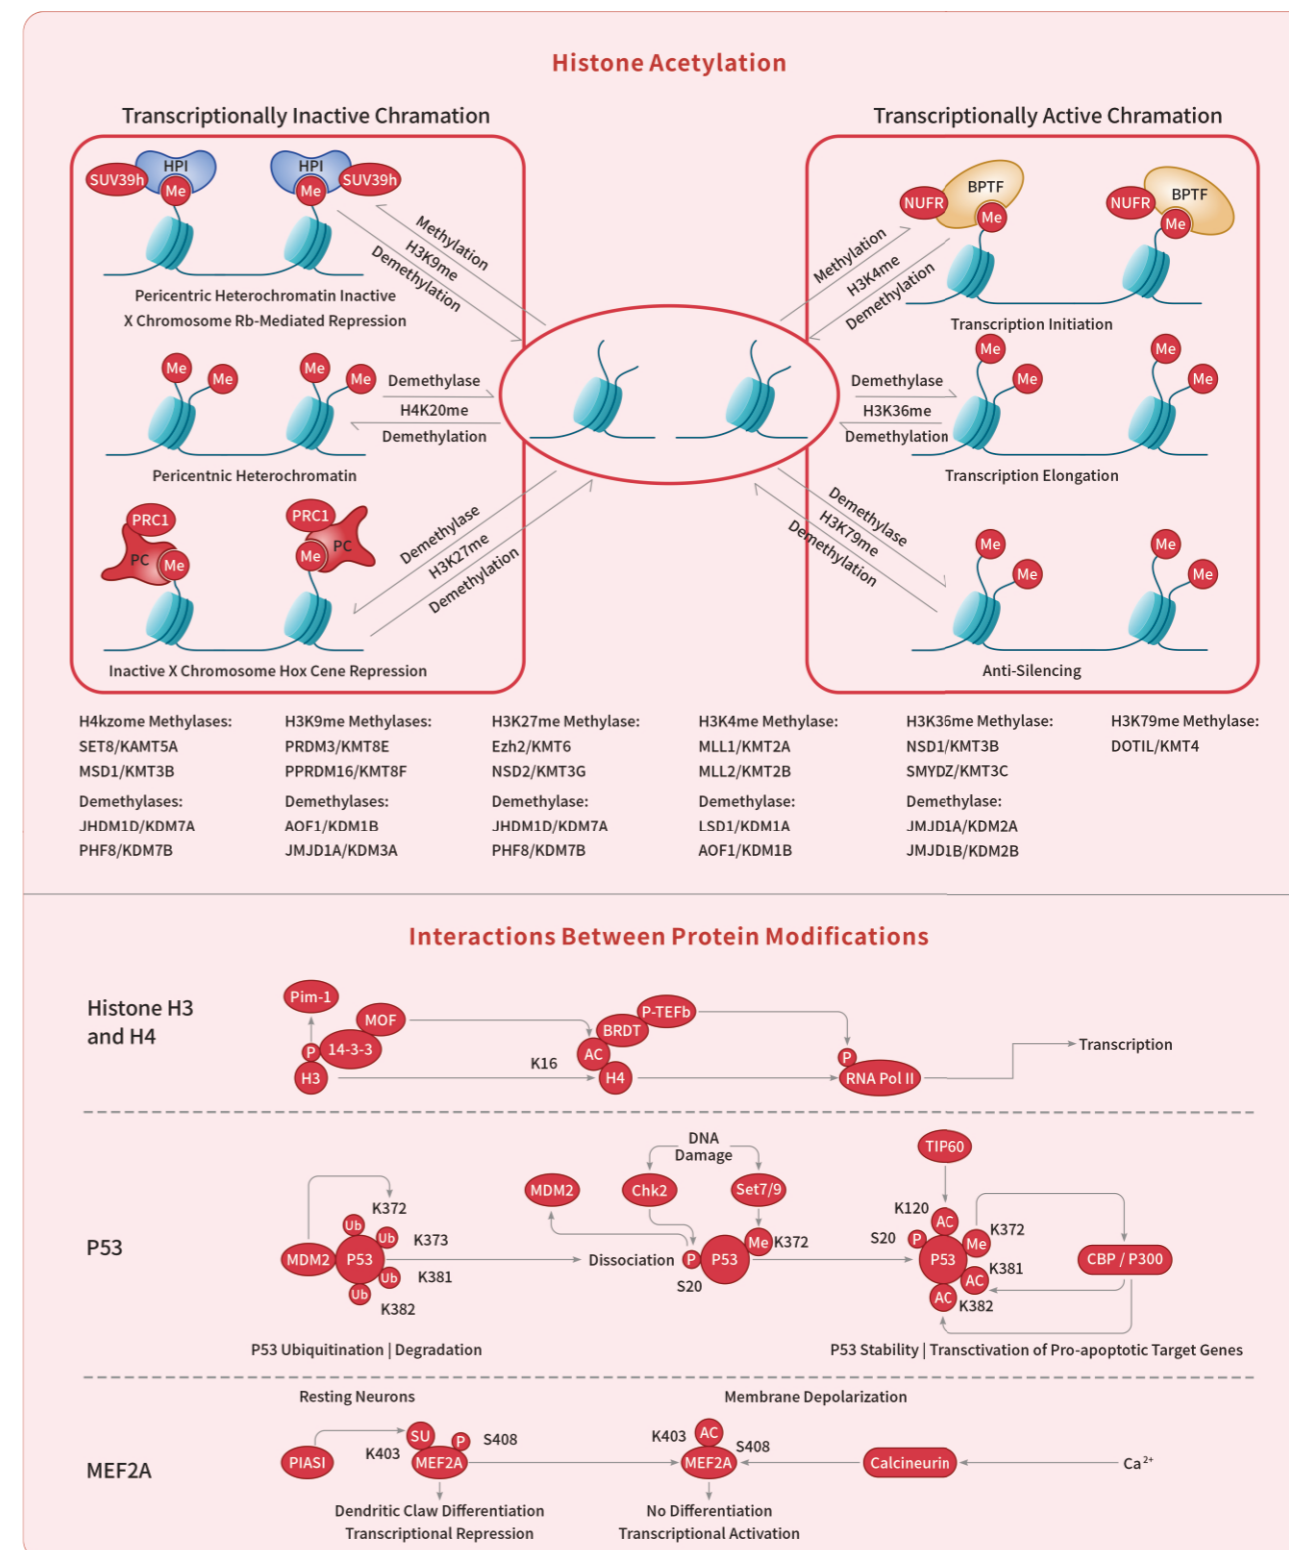 Histone Acetylation
Transcriptionally Inactive Chramation
Transcriptionally Active Chramation
SUV39h
HPI
Me
HPI
SUV39h
Me
Methylation
H3K9me
Demethylation
Pericentric Heterochromatin Inactive
X Chromosome Rb-Mediated Repression
NUFR
BPTF
Me
NUFR
BPTF
Me
Methylation
H3K4me
Demethylation
Transcription Initiation
Me
Me
Me
Me
Demethylase
H4K20me
Demethylation
Pericentnic Heterochromatin
Demethylase
H3K36me
Demethylation
Me
Me
Me
Me
Transcription Elongation
PRC1
PC
Me
PRC1
PC
Me
Demethylase
H3K27me
Demethylation
Inactive X Chromosome Hox Cene Repression
Demethylase
H3K79me
Demethylation
Me
Me
Me
Me
Anti-Silencing
H4kzome Methylases:
SET8/KAMT5A
MSD1/KMT3B
Demethylases:
JHDM1D/KDM7A
PHF8/KDM7B
H3K9me Methylases:
PRDM3/KMT8E
PPRDM16/KMT8F
Demethylases:
AOF1/KDM1B
JMJD1A/KDM3A
H3K27me Methylase:
Ezh2/KMT6
NSD2/KMT3G
Demethylase:
JHDM1D/KDM7A
PHF8/KDM7B
H3K4me Methylase:
MLL1/KMT2A
MLL2/KMT2B
Demethylase:
LSD1/KDM1A
AOF1/KDM1B
H3K36me Methylase:
NSD1/KMT3B
SMYDZ/KMT3C
Demethylase:
JMJD1A/KDM2A
JMJD1B/KDM2B
H3K79me Methylase:
DOTIL/KMT4
Interactions Between Protein Modifications
Histone H3
and H4
Pim-1
MOF
14-3-3
P
H3
K16
P-TEFb
BRDT
AC
H4
P
RNA Pol II
Transcription
P53
MDM2
P53
Ub
K372
Ub
K373
Ub
K381
Ub
K382
P53 Ubiquitination | Degradation
DNA
Damage
MDM2
Chk2
Set7/9
Dissociation
P
P53
Me
K372
S20
TIP60
K120
AC
K372
S20
P
Me
P53
K381
AC
AC
K382
CBP / P300
P53 Stability | Transctivation of Pro-apoptotic Target Genes
Resting Neurons
Membrane Depolarization
MEF2A
PIASI
SU
P
S408
K403
MEF2A
Dendritic Claw Differentiation
Transcriptional Repression
K403
AC
S408
MEF2A
Calcineurin
Ca²⁺
No Differentiation
Transcriptional Activation